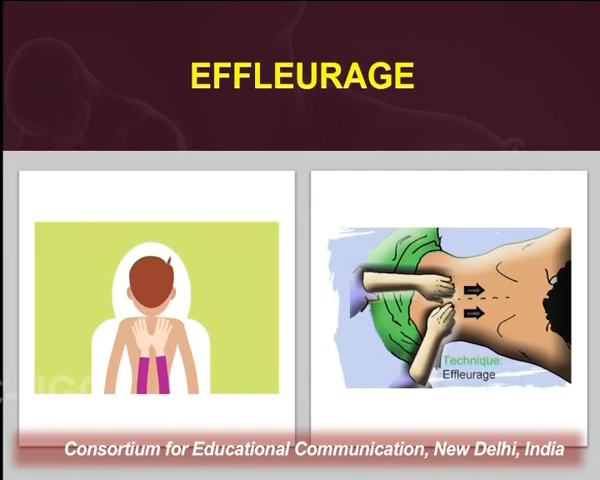 EFFLEURAGE
Technique:
Effleurage
Consortium for Educational Communication, New Delhi, India